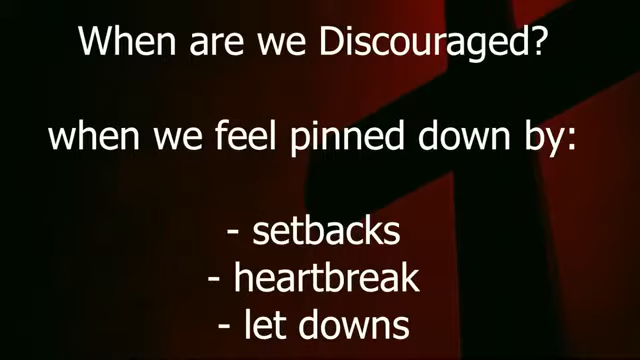 When are we Discouraged?
when we feel pinned down by:
- setbacks
- heartbreak
- let downs